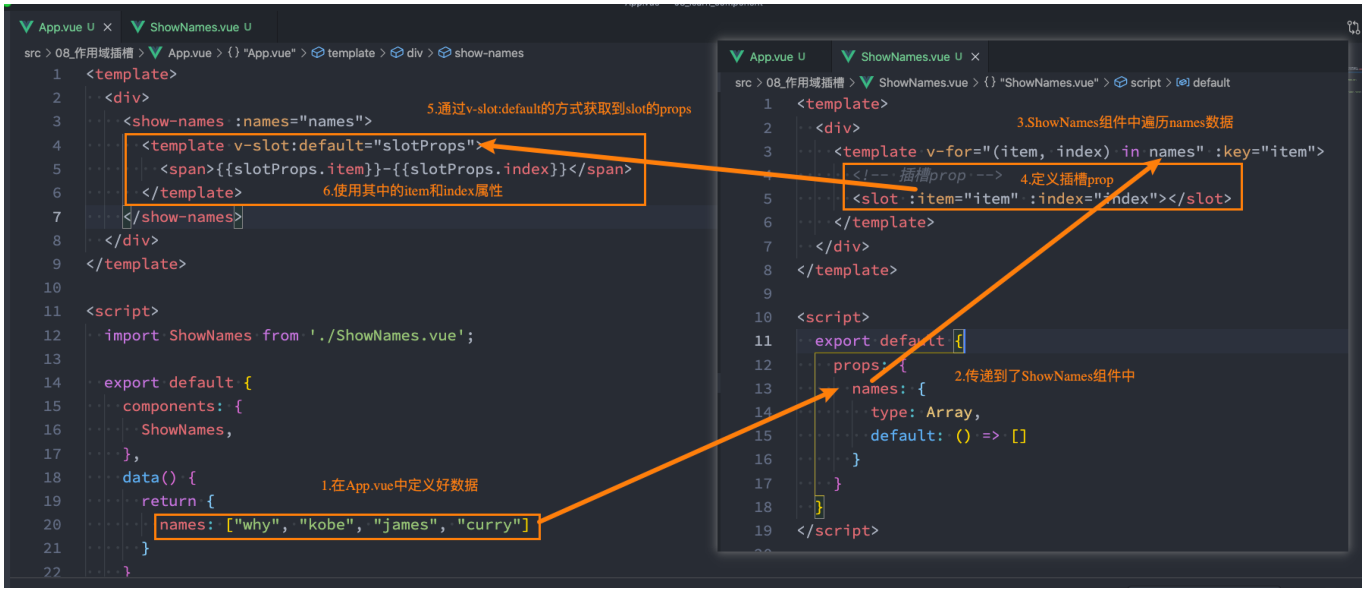 App.vue U ×
ShowNames.vue U
src > 08_作用域插槽 > App.vue > {} "App.vue" > template > div > show-names
1 <template>
2 <div>
5.通过v-slot:default的方式获取到slot的props
3 <show-names :names="names">
4 <template v-slot:default="slotProps">
5 <span>{{slotProps.item}}-{{slotProps.index}}</span>
6 </template>
6.使用其中的item和index属性
7 </show-names>
8 </div>
9 </template>
10
11 <script>
12 import ShowNames from './ShowNames.vue';
13
14 export default {
15 components: {
16 ShowNames,
17 },
18 data() {
1.在App.vue中定义好数据
19 return {
20 names: ["why", "kobe", "james", "curry"]
21 }
22 }
App.vue U
ShowNames.vue U ×
src > 08_作用域插槽 > ShowNames.vue > {} "ShowNames.vue" > script > default
1 <template>
2 <div>
3.ShowNames组件中遍历names数据
3 <template v-for="(item, index) in names" :key="item">
<!-- 插槽prop -->
4.定义插槽prop
5 <slot :item="item" :index="index"></slot>
6 </template>
7 </div>
8 </template>
9
10 <script>
11 export default {
12 props: {
2.传递到了ShowNames组件中
13 names: {
14 type: Array,
15 default: () => []
16 }
17 }
18 }
19 </script>